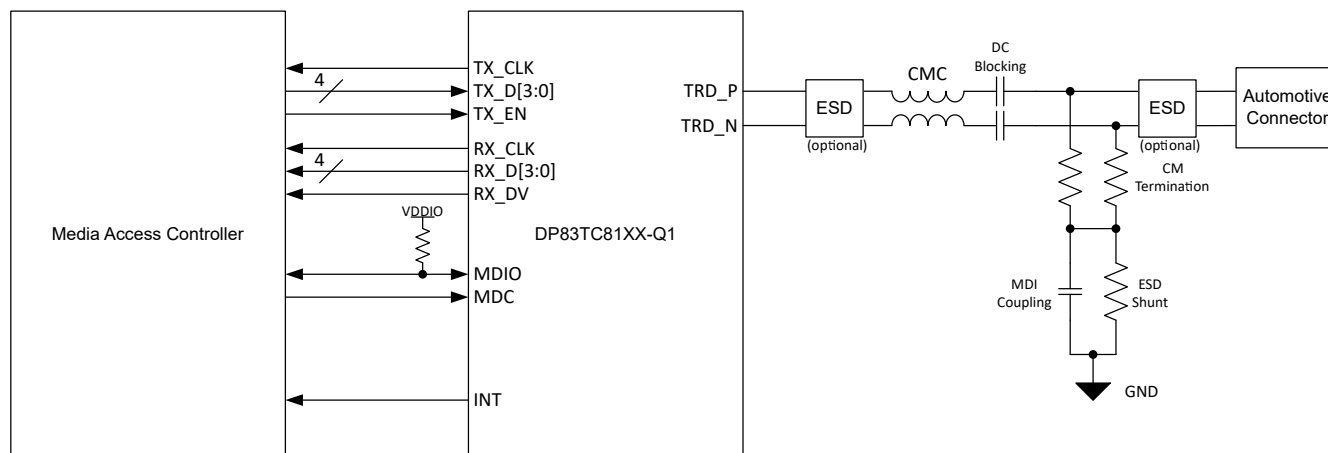 Media Access Controller
4
4
VDDIO
TX_CLK
TX_D[3:0]
TX_EN
RX_CLK
RX_D[3:0]
RX_DV
MDIO
MDC
INT
DP83TC81XX-Q1
TRD_P
TRD_N
ESD
(optional)
CMC
DC
Blocking
ESD
(optional)
Automotive
Connector
CM
Termination
MDI
Coupling
ESD
Shunt
GND